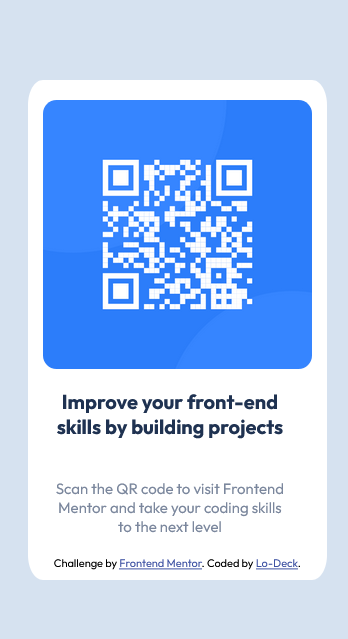 Improve your front-end
skills by building projects
Scan the QR code to visit Frontend
Mentor and take your coding skills
to the next level
Challenge by Frontend Mentor. Coded by Lo-Deck.